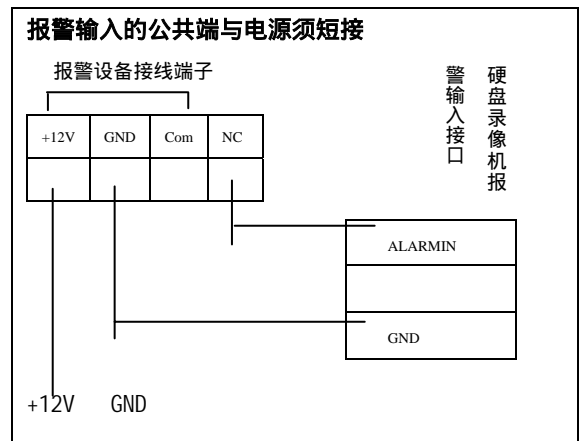 报警输入的公共端与电源须短接
报警设备接线端子
硬盘录像机报
警输入接口
+12V GND Com NC
ALARMIN
GND
+12V GND